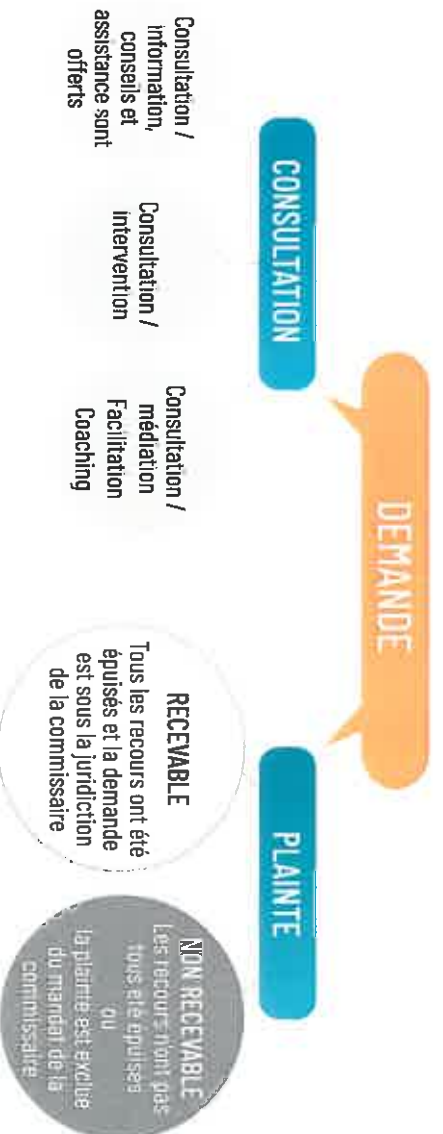 DEMANDE
CONSULTATION
PLAINTE
Consultation /
information,
conseils et
assistance sont
offerts
Consultation /
intervention
Consultation /
médiation
Facilitation
Coaching
RECEVABLE
Tous les recours ont été
épuisés et la demande
est sous la juridiction
de la commissaire
NON RECEVABLE
Les recours n'ont pas
tous été épuisés
ou
la plainte est exclue
du mandat de la
commissaire